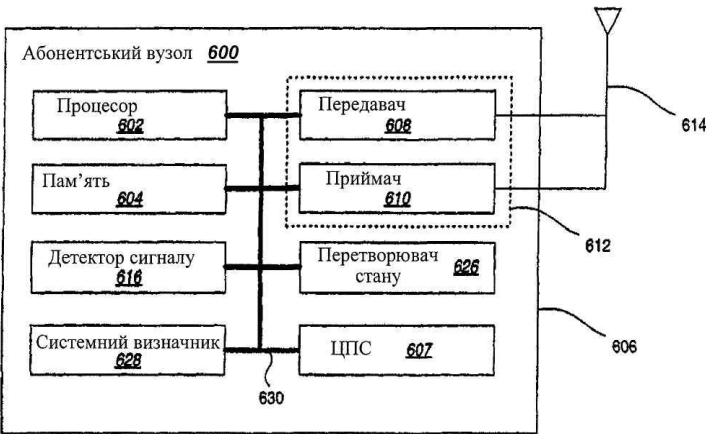 Абонентський вузол 600
Процесор
602
Передавач
608
614
Пам’ять
604
Приймач
610
612
Детектор сигналу
616
Перетворювач
стану 626
Системний визначник
628
ЦПС 607
606
630